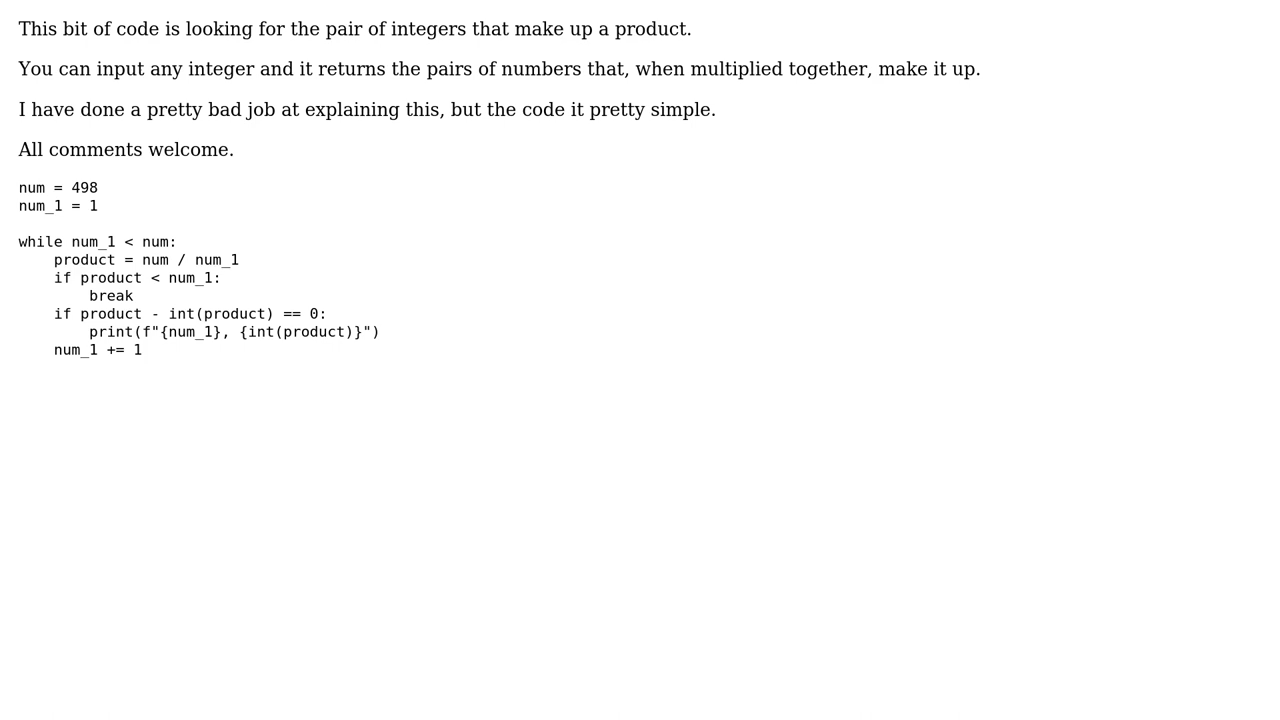 This bit of code is looking for the pair of integers that make up a product.
You can input any integer and it returns the pairs of numbers that, when multiplied together, make it up.
I have done a pretty bad job at explaining this, but the code it pretty simple.
All comments welcome.
num = 498
num_1 = 1

while num_1 < num:
    product = num / num_1
    if product < num_1:
        break
    if product - int(product) == 0:
        print(f"{num_1}, {int(product)}")
    num_1 += 1